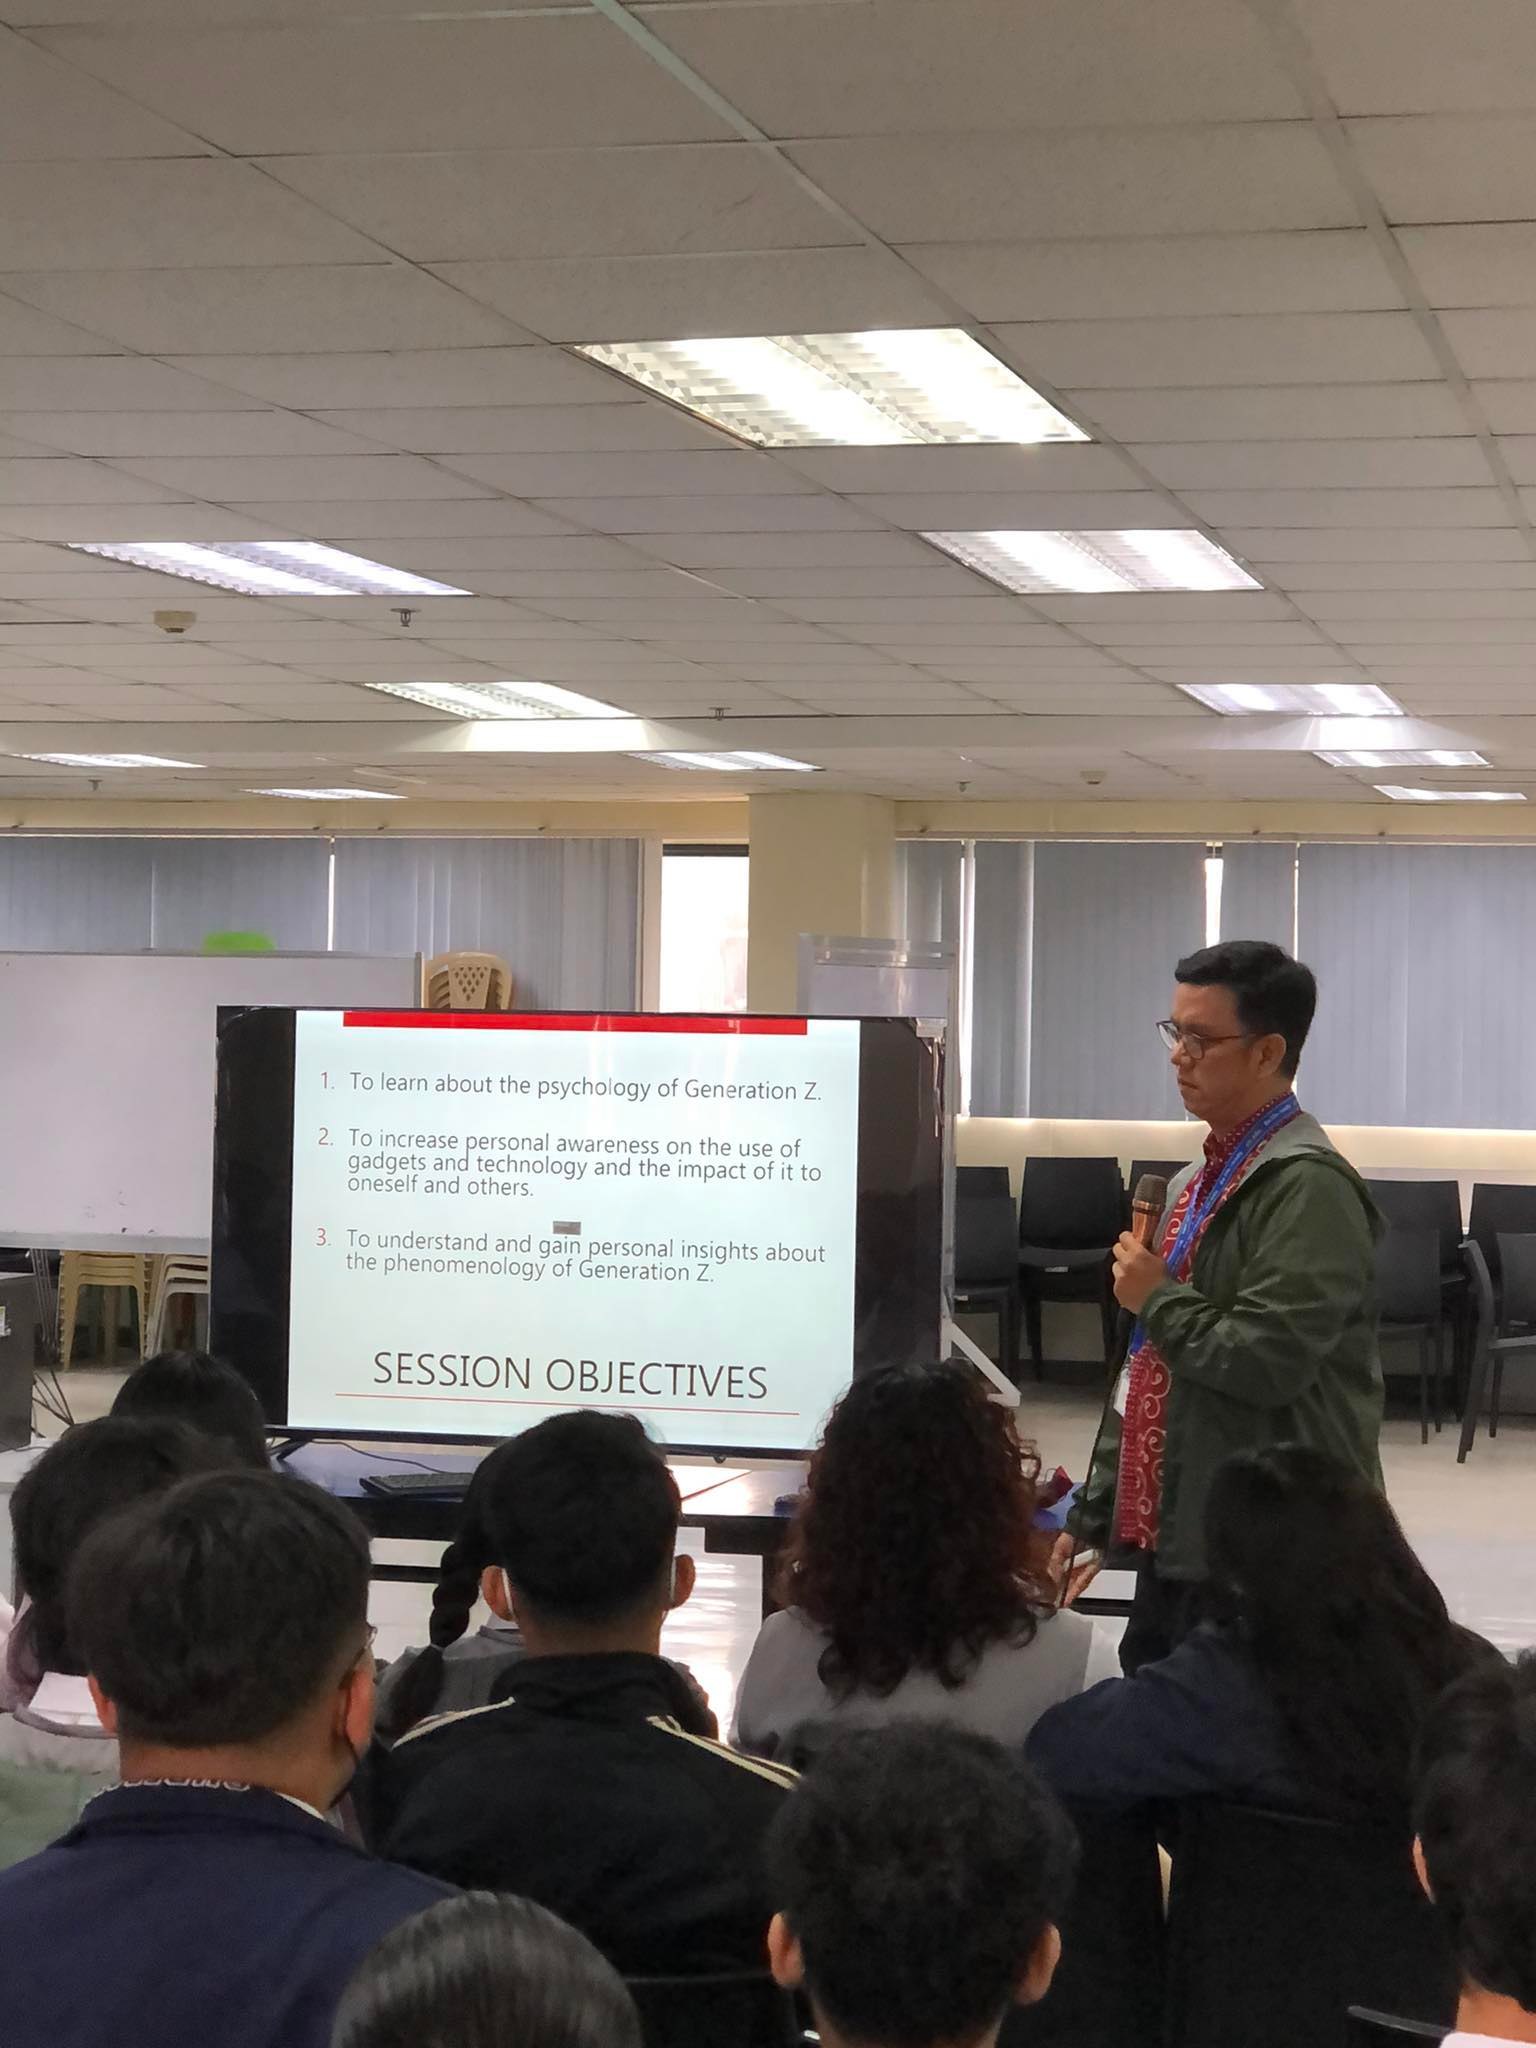 1. To learn about the psychology of Generation Z.
2. To increase personal awareness on the use of
gadgets and technology and the impact of it to
oneself and others.
3. To understand and gain personal insights about
the phenomenology of Generation Z.
SESSION OBJECTIVES